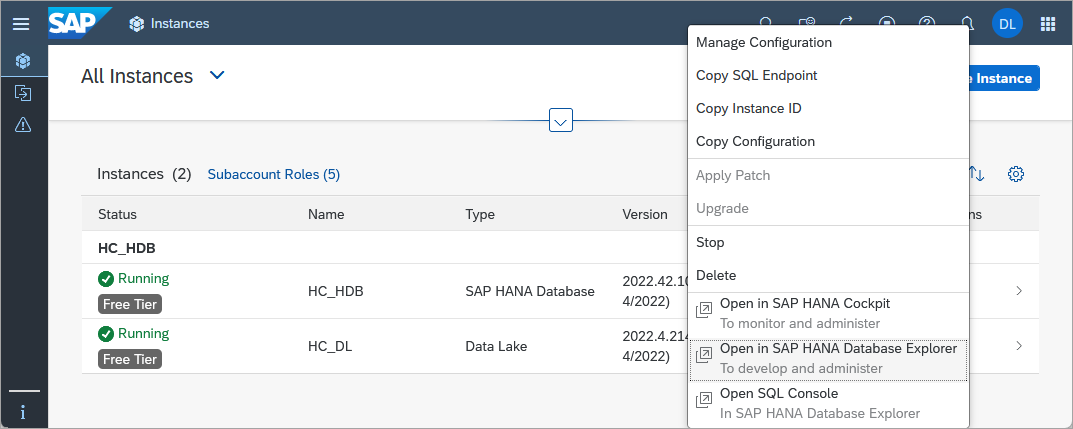 SAP
Instances
DL
All Instances
e Instance
Instances (2)
Subaccount Roles (5)
Status
Name
Type
Version
ns
HC_HDB
Running
Free Tier
HC_HDB
SAP HANA Database
2022.42.10
4/2022)
Running
Free Tier
HC_DL
Data Lake
2022.4.214
4/2022)
Manage Configuration
Copy SQL Endpoint
Copy Instance ID
Copy Configuration
Apply Patch
Upgrade
Stop
Delete
Open in SAP HANA Cockpit
To monitor and administer
Open in SAP HANA Database Explorer
To develop and administer
Open SQL Console
In SAP HANA Database Explorer